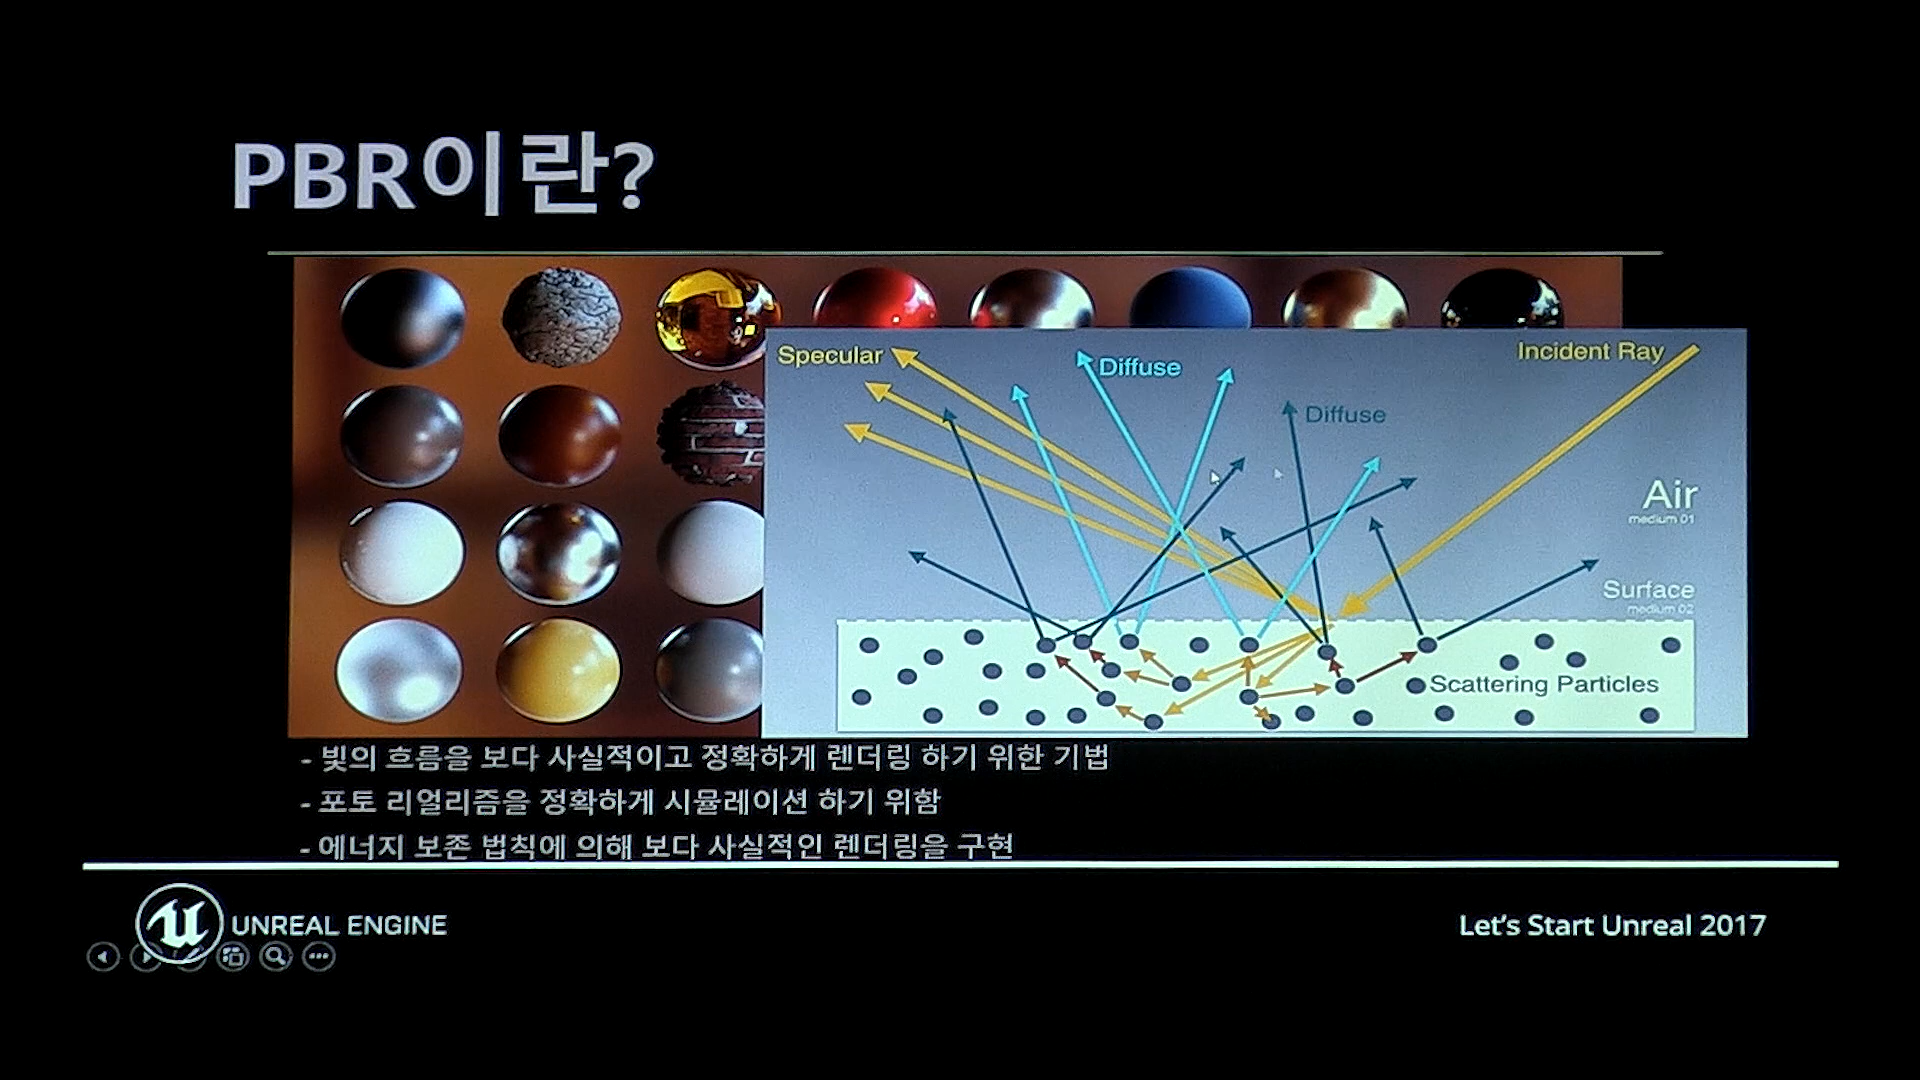 PBR이란?
Specular
Diffuse
Incident Ray
Diffuse
Air
medium 01
Surface
medium 02
Scattering Particles
- 빛의 흐름을 보다 사실적이고 정확하게 렌더링 하기 위한 기법
- 포토 리얼리즘을 정확하게 시뮬레이션 하기 위함
- 에너지 보존 법칙에 의해 보다 사실적인 렌더링을 구현
UNREAL ENGINE
Let's Start Unreal 2017